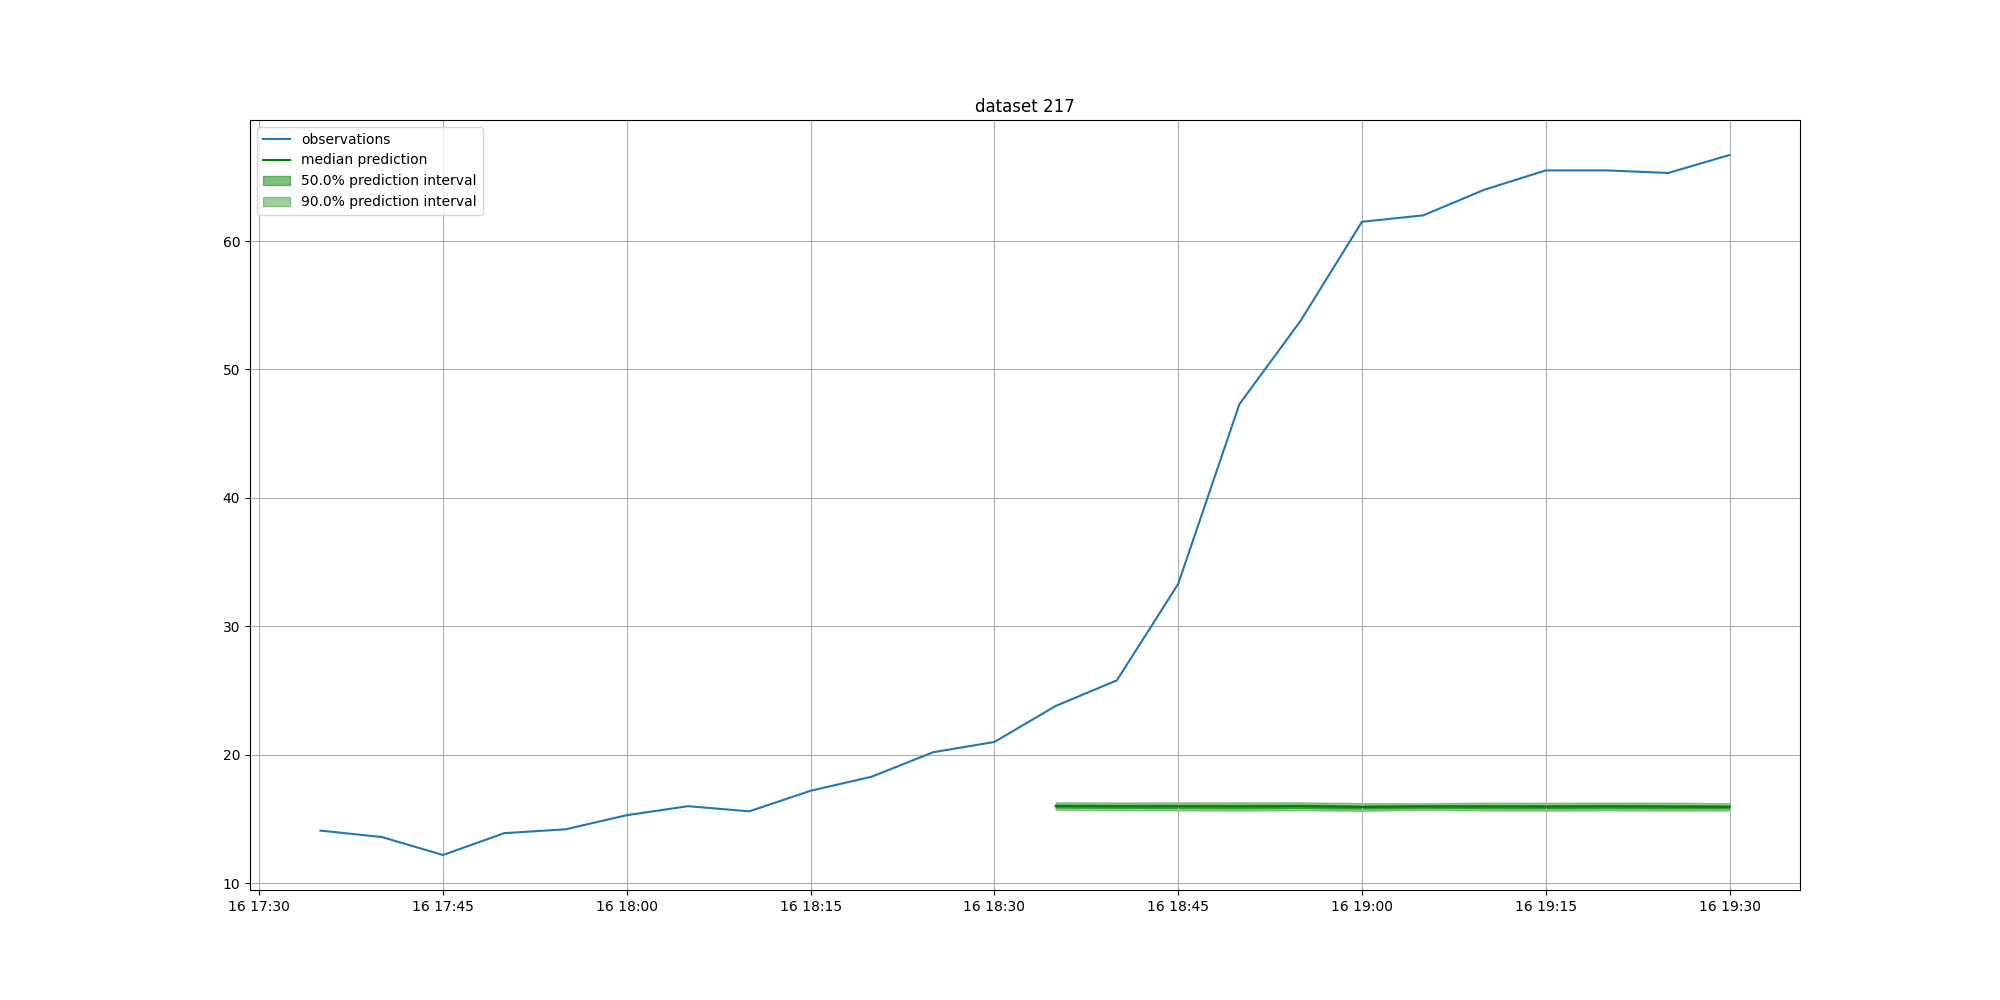 dataset 217
observations
median prediction
50.0% prediction interval
90.0% prediction interval
60
50
40
30
20
10
16 17:30 16 17:45 16 18:00 16 18:15 16 18:30 16 18:45 16 19:00 16 19:15 16 19:30